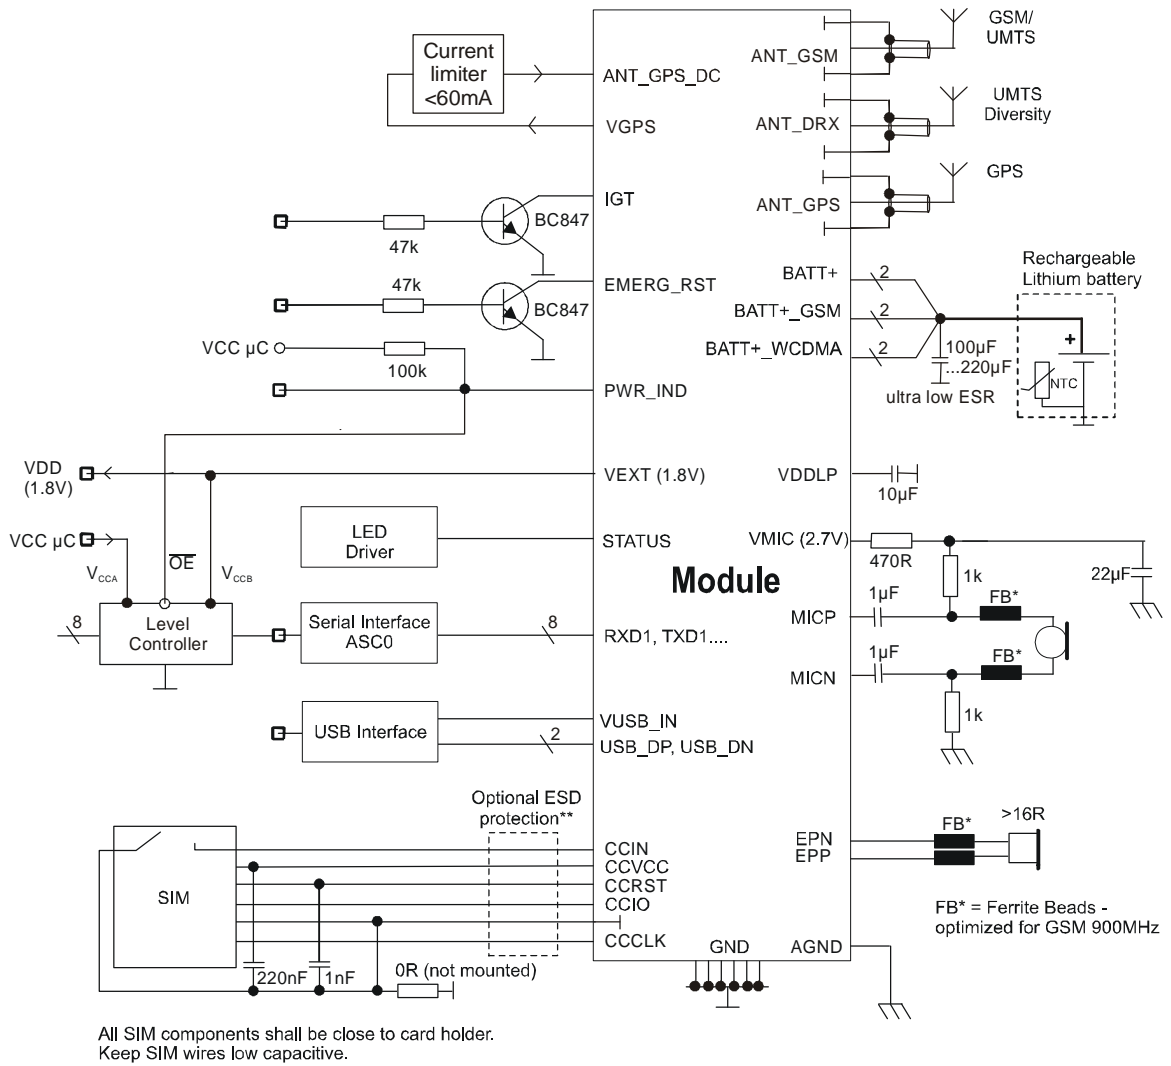 GSM/
UMTS
Current
limiter
<60mA
ANT_GPS_DC
ANT_GSM
VGPS
UMTS
Diversity
ANT_DRX
GPS
IGT
ANT_GPS
BC847
47k
Rechargeable
Lithium battery
BATT+
2
47k
EMERG_RST
BC847
BATT+_GSM
2
VCC µC
100k
BATT+_WCDMA
2
100µF
...220µF
ultra low ESR
+
NTC
PWR_IND
VDD
(1.8V)
VEXT (1.8V)
VDDLP
10µF
VCC µC
OE
VCCA
VCCB
LED
Driver
STATUS
VMIC (2.7V)
470R
1k
22µF
Module
1µF
FB*
MICP
8
Level
Controller
Serial Interface
ASC0
8
RXD1, TXD1....
1µF
FB*
MICN
1k
USB Interface
VUSB_IN
2
USB_DP, USB_DN
Optional ESD
protection**
SIM
CCIN
CCVCC
CCRST
CCIO
CCCLK
EPN
EPP
FB*
>16R
FB* = Ferrite Beads -
optimized for GSM 900MHz
GND
AGND
220nF
1nF
0R (not mounted)
All SIM components shall be close to card holder.
Keep SIM wires low capacitive.